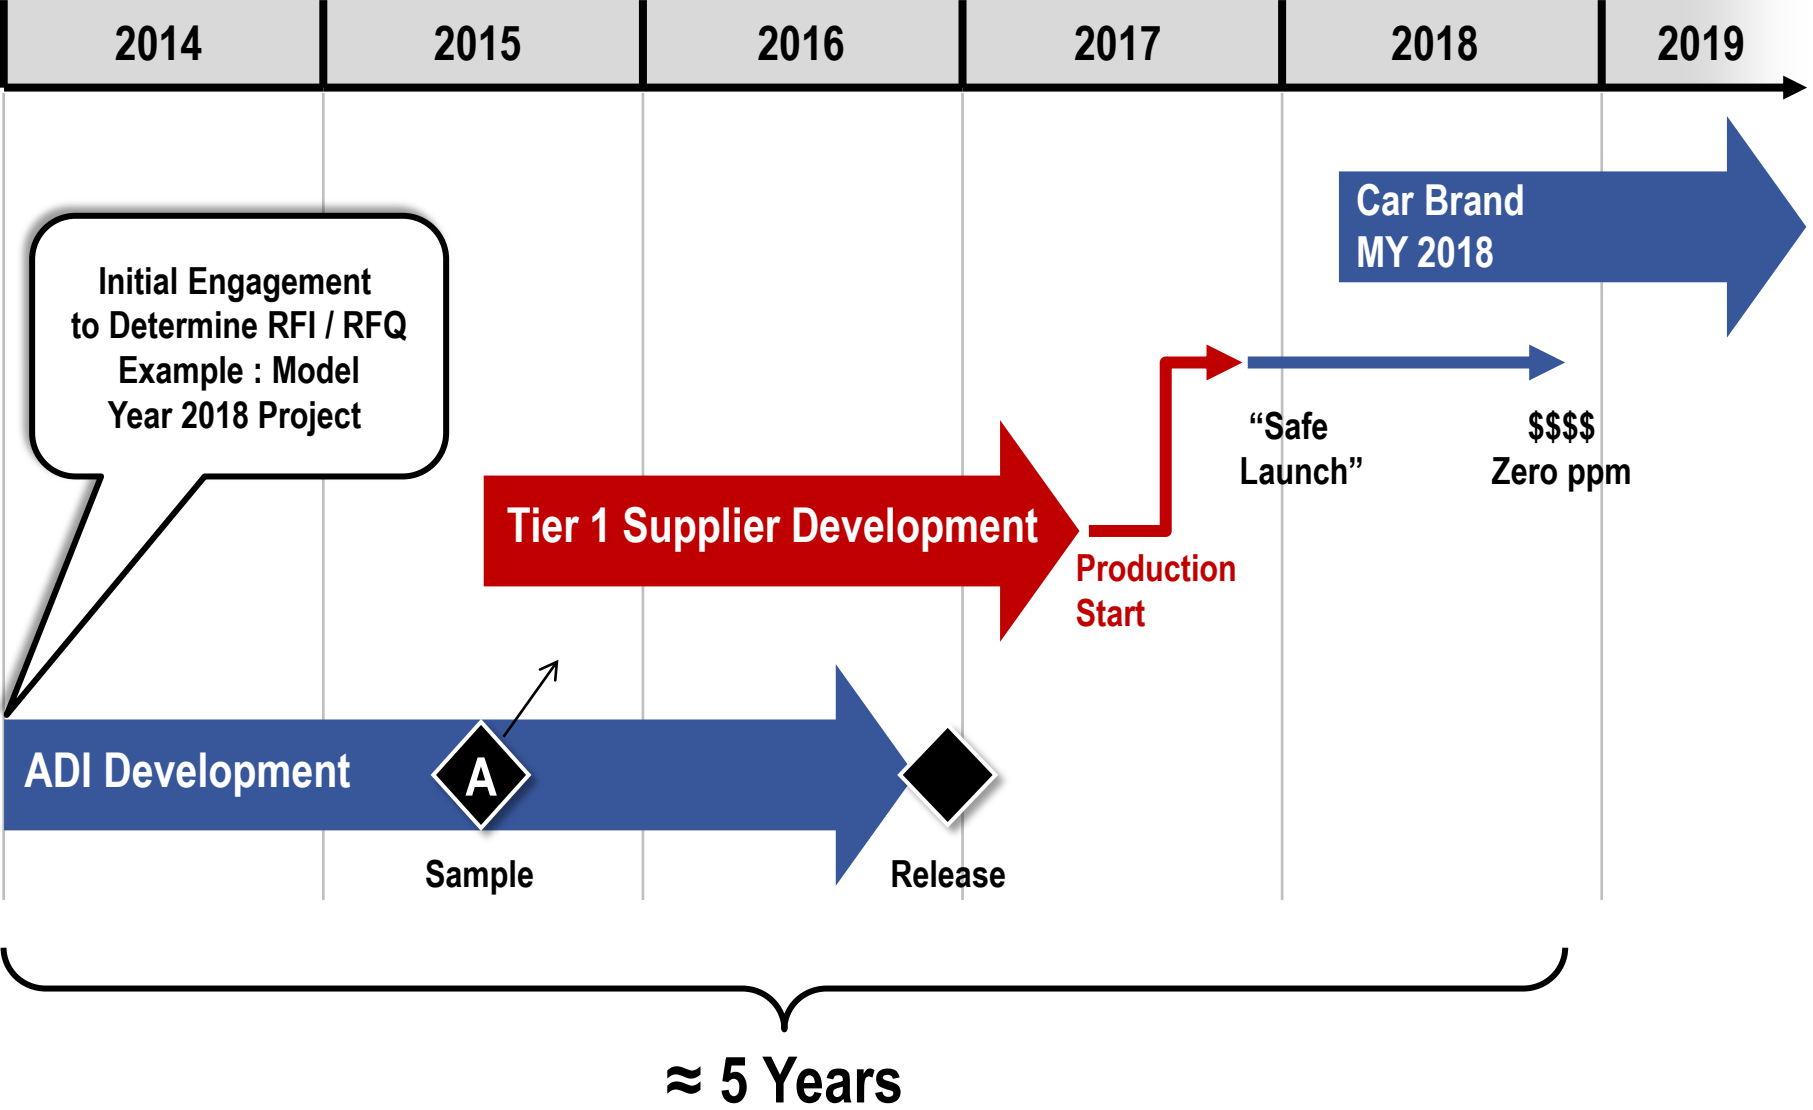 2014
2015
2016
2017
2018
2019
Car Brand
MY 2018
Initial Engagement
to Determine RFI / RFQ
Example : Model
Year 2018 Project
“Safe
Launch”
$$$$
Zero ppm
Tier 1 Supplier Development
Production
Start
ADI Development
A
Sample
Release
≈ 5 Years